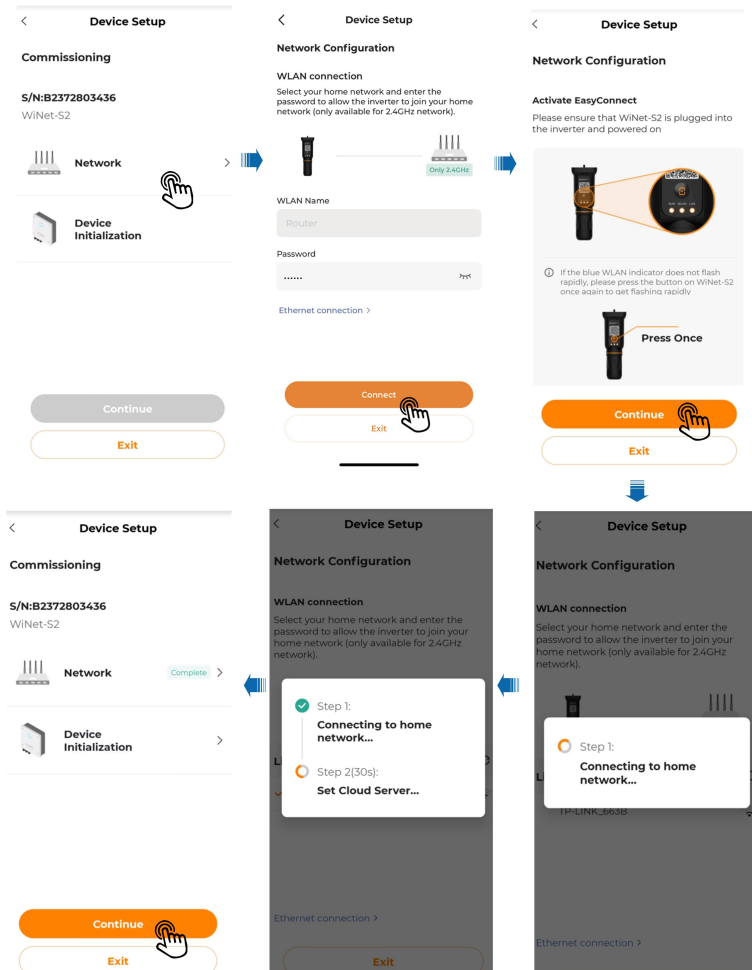 Device Setup
Commissioning
S/N:B2372803436
WiNet-S2
Network
Device
Initialization
Continue
Exit
Device Setup
Network Configuration
WLAN connection
Select your home network and enter the
password to allow the inverter to join your home
network (only available for 2.4GHz network).
Only 2.4GHz
WLAN Name
Router
Password
......
Ethernet connection >
Connect
Exit
Device Setup
Network Configuration
Activate EasyConnect
Please ensure that WiNet-S2 is plugged into
the inverter and powered on
RUN WLAN LAN
If the blue WLAN indicator does not flash
rapidly, please press the button on WiNet-S2
once again to get flashing rapidly
Press Once
Continue
Exit
Device Setup
Network Configuration
WLAN connection
Select your home network and enter the
password to allow the inverter to join your
home network (only available for 2.4GHz
network).
Step 1:
Connecting to home
network...
TP-LINK_663B
Ethernet connection >
Device Setup
Network Configuration
WLAN connection
Select your home network and enter the
password to allow the inverter to join your
home network (only available for 2.4GHz
network).
Step 1:
Connecting to home
network...
Step 2(30s):
Set Cloud Server...
Ethernet connection >
Exit
Device Setup
Commissioning
S/N:B2372803436
WiNet-S2
Network
Complete
Device
Initialization
Continue
Exit